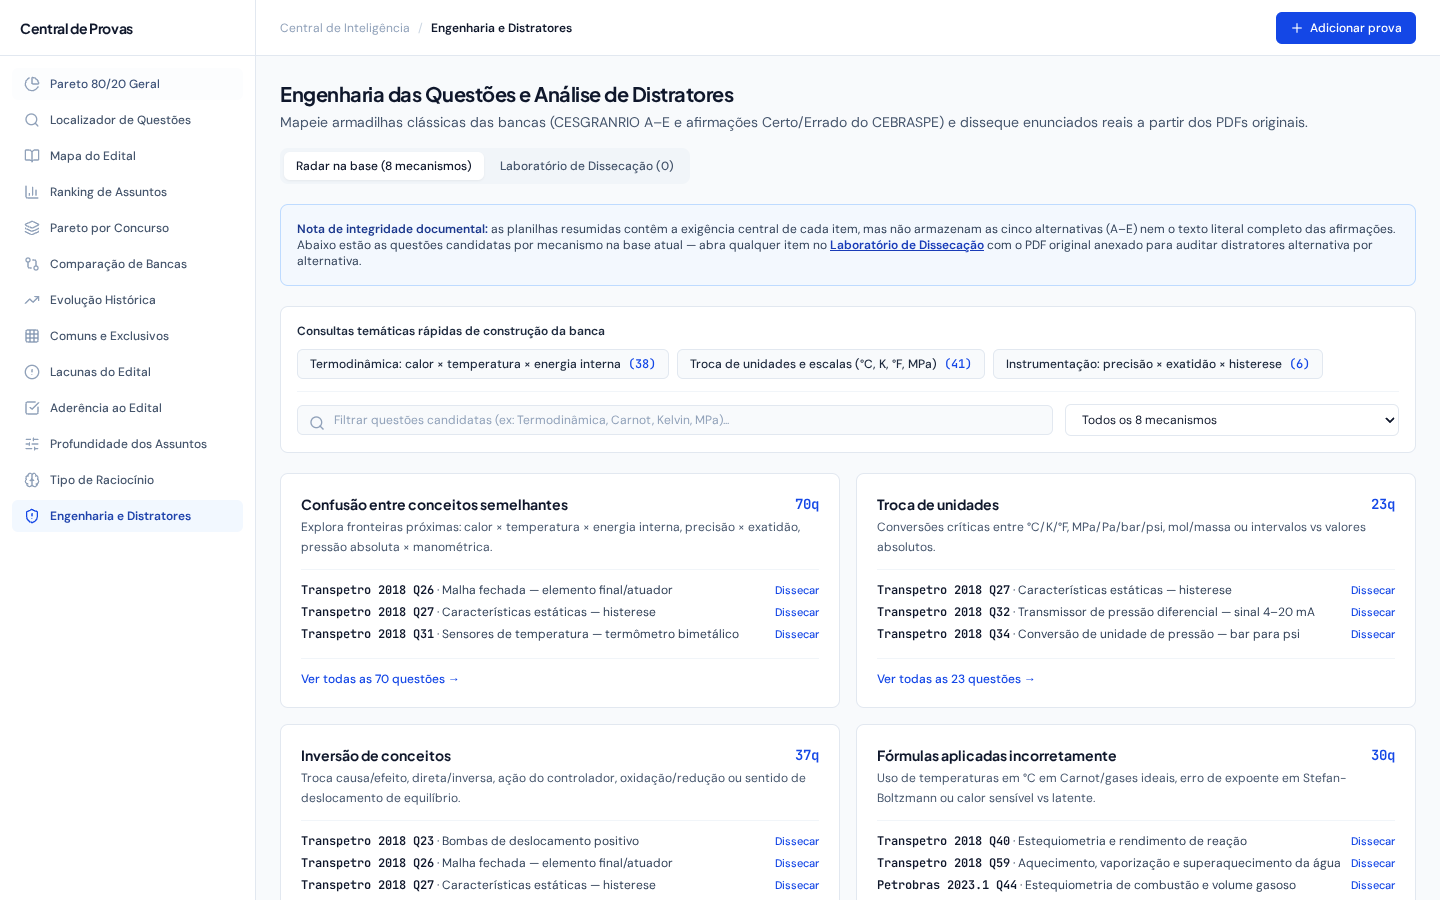 Central de Provas
Central de Inteligência / Engenharia e Distratores
Adicionar prova
Pareto 80/20 Geral
Localizador de Questões
Mapa do Edital
Ranking de Assuntos
Pareto por Concurso
Comparação de Bancas
Evolução Histórica
Comuns e Exclusivos
Lacunas do Edital
Aderência ao Edital
Profundidade dos Assuntos
Tipo de Raciocínio
Engenharia e Distratores
Engenharia das Questões e Análise de Distratores
Mapeie armadilhas clássicas das bancas (CESGRANRIO A–E e afirmações Certo/Errado do CEBRASPE) e disseque enunciados reais a partir dos PDFs originais.
Radar na base (8 mecanismos)
Laboratório de Dissecação (0)
Nota de integridade documental: as planilhas resumidas contêm a exigência central de cada item, mas não armazenam as cinco alternativas (A–E) nem o texto literal completo das afirmações.
Abaixo estão as questões candidatas por mecanismo na base atual — abra qualquer item no Laboratório de Dissecação com o PDF original anexado para auditar distratores alternativa por
alternativa.
Consultas temáticas rápidas de construção da banca
Termodinâmica: calor × temperatura × energia interna (38)
Troca de unidades e escalas (°C, K, °F, MPa) (41)
Instrumentação: precisão × exatidão × histerese (6)
Filtrar questões candidatas (ex: Termodinâmica, Carnot, Kelvin, MPa)...
Todos os 8 mecanismos
Confusão entre conceitos semelhantes 70q
Explora fronteiras próximas: calor × temperatura × energia interna, precisão × exatidão,
pressão absoluta × manométrica.
Transpetro 2018 Q26 · Malha fechada — elemento final/atuador Dissecar
Transpetro 2018 Q27 · Características estáticas — histerese Dissecar
Transpetro 2018 Q31 · Sensores de temperatura — termômetro bimetálico Dissecar
Ver todas as 70 questões →
Troca de unidades 23q
Conversões críticas entre °C/K/°F, MPa/Pa/bar/psi, mol/massa ou intervalos vs valores
absolutos.
Transpetro 2018 Q27 · Características estáticas — histerese Dissecar
Transpetro 2018 Q32 · Transmissor de pressão diferencial — sinal 4–20 mA Dissecar
Transpetro 2018 Q34 · Conversão de unidade de pressão — bar para psi Dissecar
Ver todas as 23 questões →
Inversão de conceitos 37q
Troca causa/efeito, direta/inversa, ação do controlador, oxidação/redução ou sentido de
deslocamento de equilíbrio.
Transpetro 2018 Q23 · Bombas de deslocamento positivo Dissecar
Transpetro 2018 Q26 · Malha fechada — elemento final/atuador Dissecar
Transpetro 2018 Q27 · Características estáticas — histerese Dissecar
Fórmulas aplicadas incorretamente 30q
Uso de temperaturas em °C em Carnot/gases ideais, erro de expoente em Stefan-
Boltzmann ou calor sensível vs latente.
Transpetro 2018 Q40 · Estequiometria e rendimento de reação Dissecar
Transpetro 2018 Q59 · Aquecimento, vaporização e superaquecimento da água Dissecar
Petrobras 2023.1 Q44 · Estequiometria de combustão e volume gasoso Dissecar